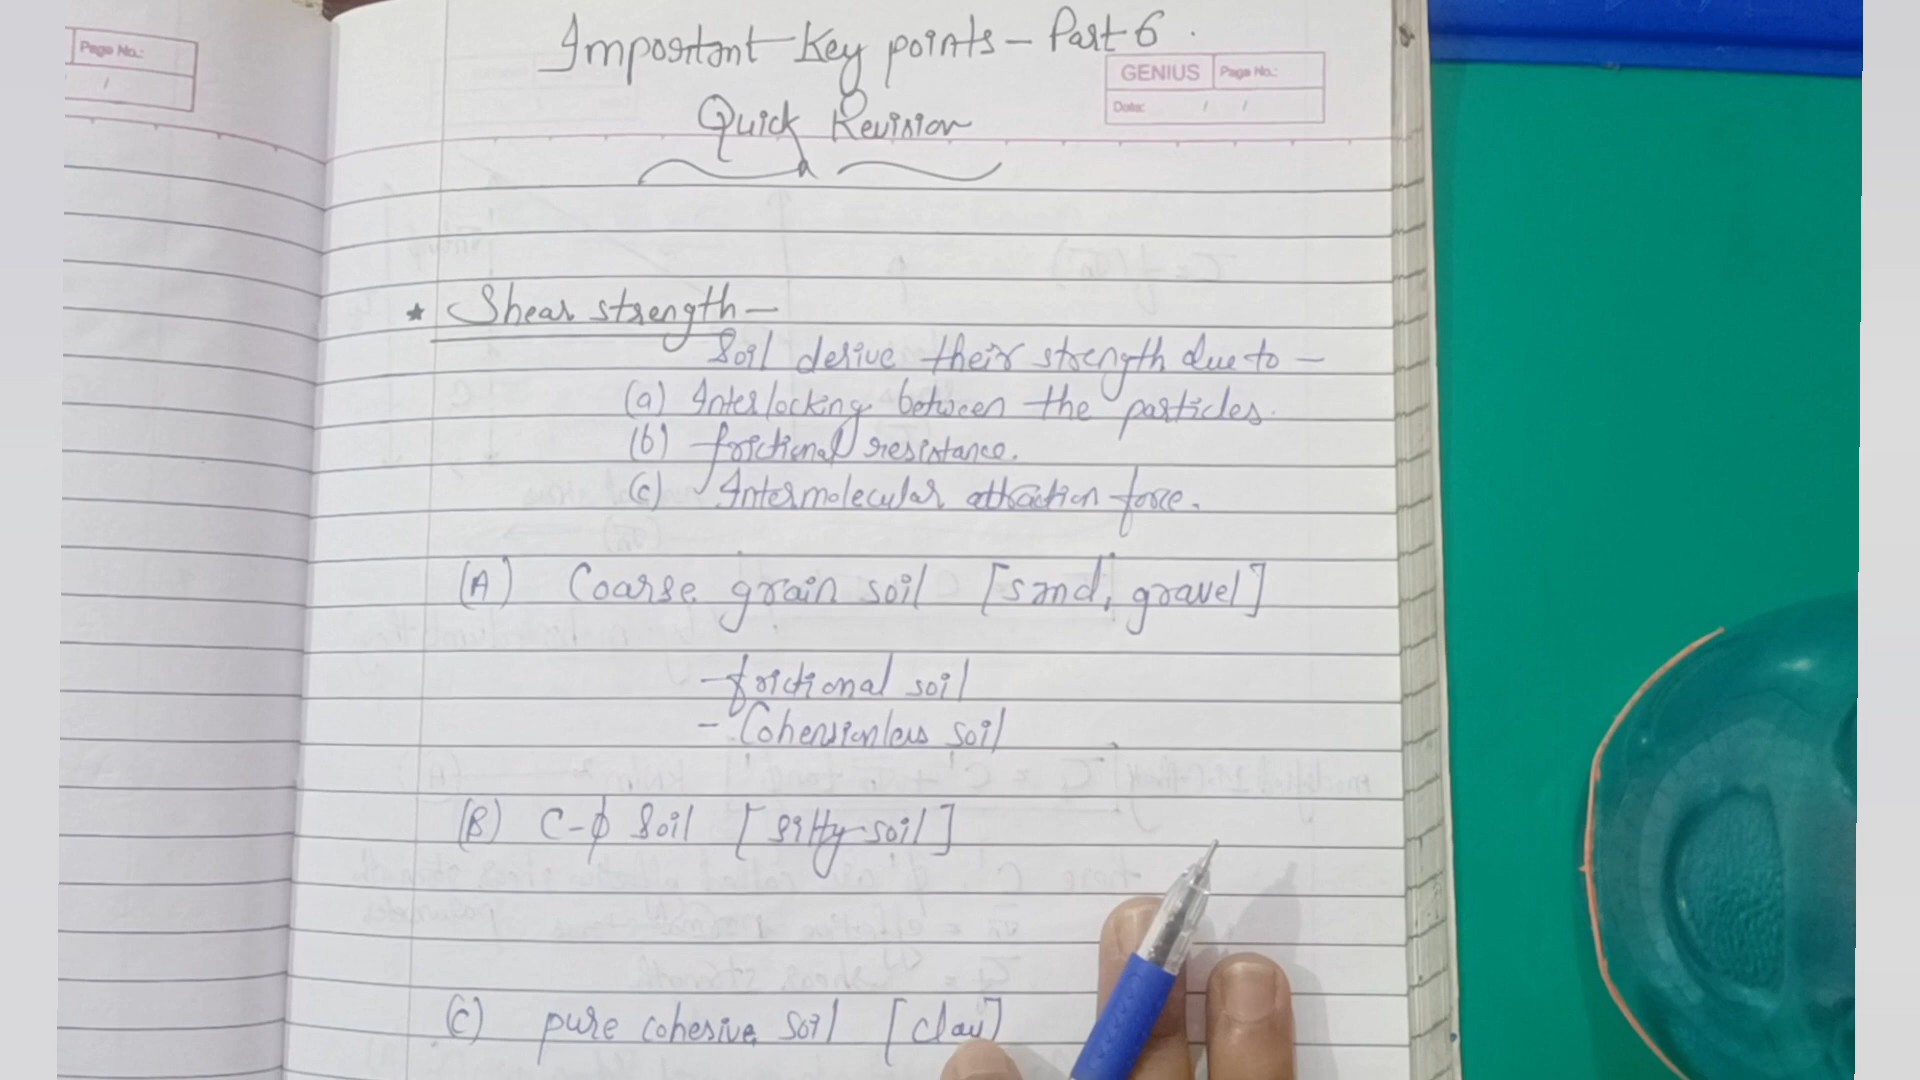 Page No.:
Important Key points - Part 6.
GENIUS Page No.:
Date: / /
Quick Revision
* Shear strength -
Soil derive their strength due to -
(a) Interlocking between the particles.
(b) frictional resistance.
(c) Intermolecular attraction force.
(A) Coarse grain soil [sand, gravel]
- frictional soil
- Cohensionless soil
(B) C-ϕ Soil [silty soil]
(C) pure cohesive soil [clay]